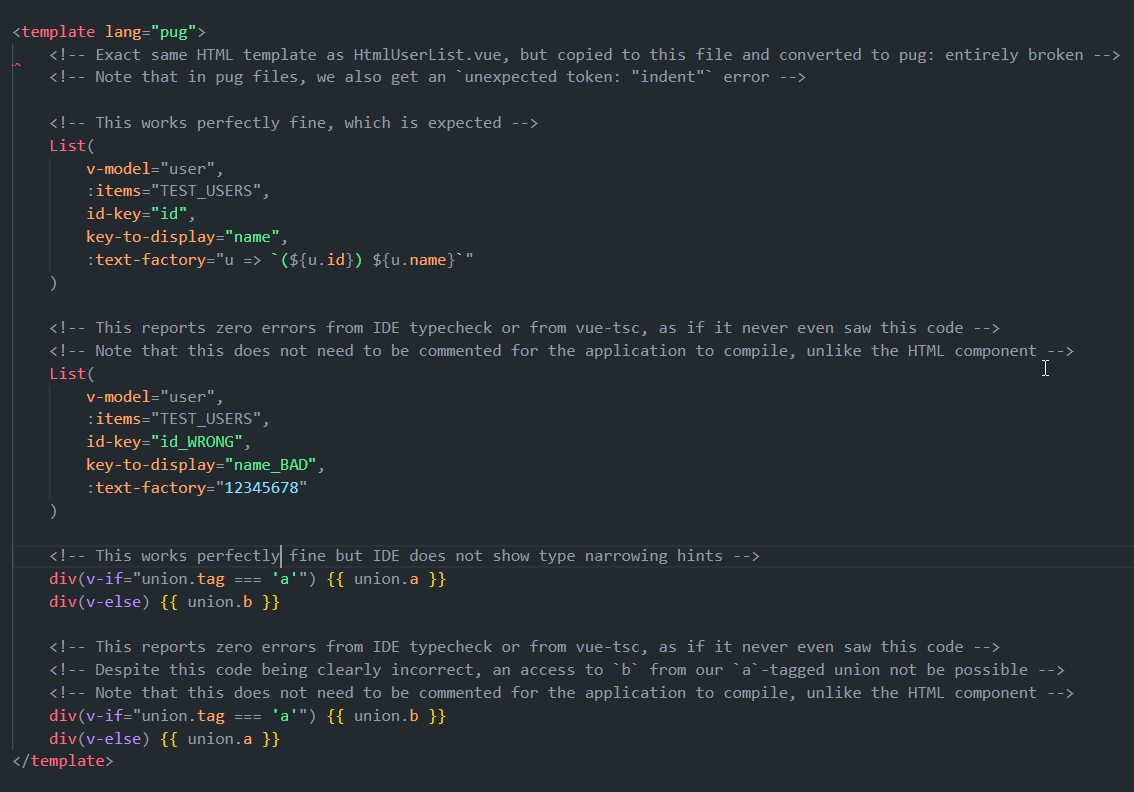 <template lang="pug">
<!-- Exact same HTML template as HtmlUserList.vue, but copied to this file and converted to pug: entirely broken -->
<!-- Note that in pug files, we also get an `unexpected token: "indent"` error -->
<!-- This works perfectly fine, which is expected -->
List(
v-model="user",
:items="TEST_USERS",
id-key="id",
key-to-display="name",
:text-factory="u => `(${u.id}) ${u.name}`"
)
<!-- This reports zero errors from IDE typecheck or from vue-tsc, as if it never even saw this code -->
<!-- Note that this does not need to be commented for the application to compile, unlike the HTML component -->
List(
v-model="user",
:items="TEST_USERS",
id-key="id_WRONG",
key-to-display="name_BAD",
:text-factory="12345678"
)
<!-- This works perfectly fine but IDE does not show type narrowing hints -->
div(v-if="union.tag === 'a'") {{ union.a }}
div(v-else) {{ union.b }}
<!-- This reports zero errors from IDE typecheck or from vue-tsc, as if it never even saw this code -->
<!-- Despite this code being clearly incorrect, an access to `b` from our `a`-tagged union not be possible -->
<!-- Note that this does not need to be commented for the application to compile, unlike the HTML component -->
div(v-if="union.tag === 'a'") {{ union.b }}
div(v-else) {{ union.a }}
</template>